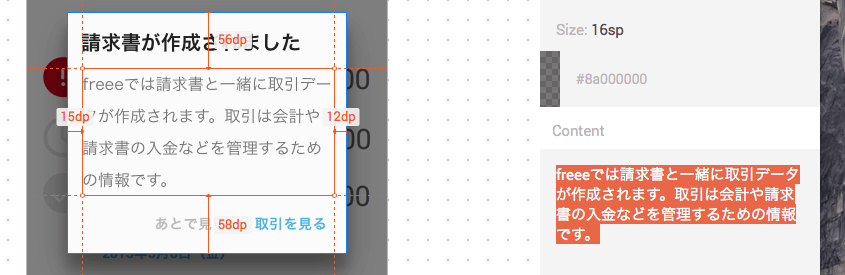 請求書が作成されました
56dp
freeeでは請求書と一緒に取引デー
タが作成されます。取引は会計や
請求書の入金などを管理するため
の情報です。
15dp
12dp
あとで見
58dp
取引を見る
Size: 16sp
#8a000000
Content
freeeでは請求書と一緒に取引データ
が作成されます。取引は会計や請求
書の入金などを管理するための情報
です。